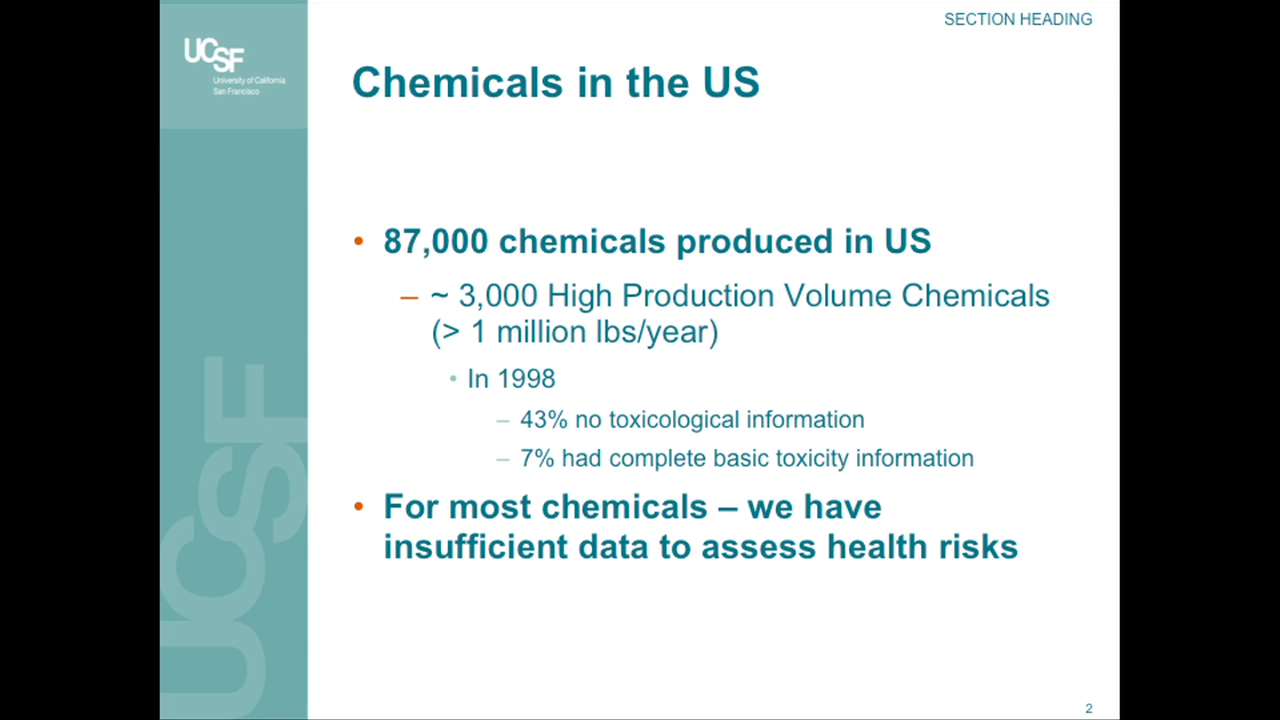 SECTION HEADING
UCSF
University of California
San Francisco
Chemicals in the US
• 87,000 chemicals produced in US
– ~ 3,000 High Production Volume Chemicals
(> 1 million lbs/year)
• In 1998
– 43% no toxicological information
– 7% had complete basic toxicity information
• For most chemicals – we have
insufficient data to assess health risks
UCSF
2